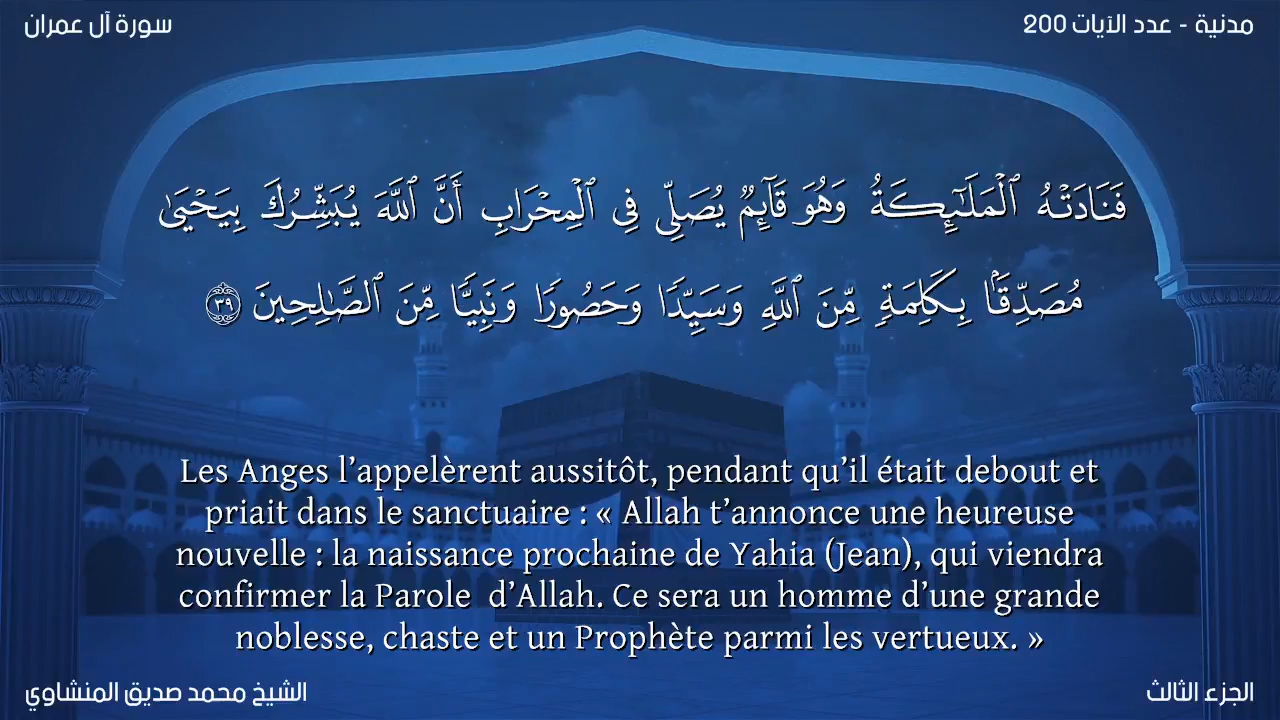 سورة آل عمران
مدنية - عدد الآيات 200
فَنَادَتْهُ ٱلْمَلَـٰٓئِكَةُ وَهُوَ قَآئِمٌ يُصَلِّى فِى ٱلْمِحْرَابِ أَنَّ ٱللَّهَ يُبَشِّرُكَ بِيَحْيَىٰ
مُصَدِّقًۢا بِكَلِمَةٍ مِّنَ ٱللَّهِ وَسَيِّدًا وَحَصُورًا وَنَبِيًّا مِّنَ ٱلصَّـٰلِحِينَ ٣٩
Les Anges l’appelèrent aussitôt, pendant qu’il était debout et
priait dans le sanctuaire : « Allah t’annonce une heureuse
nouvelle : la naissance prochaine de Yahia (Jean), qui viendra
confirmer la Parole  d’Allah. Ce sera un homme d’une grande
noblesse, chaste et un Prophète parmi les vertueux. »
الشيخ محمد صديق المنشاوي
الجزء الثالث